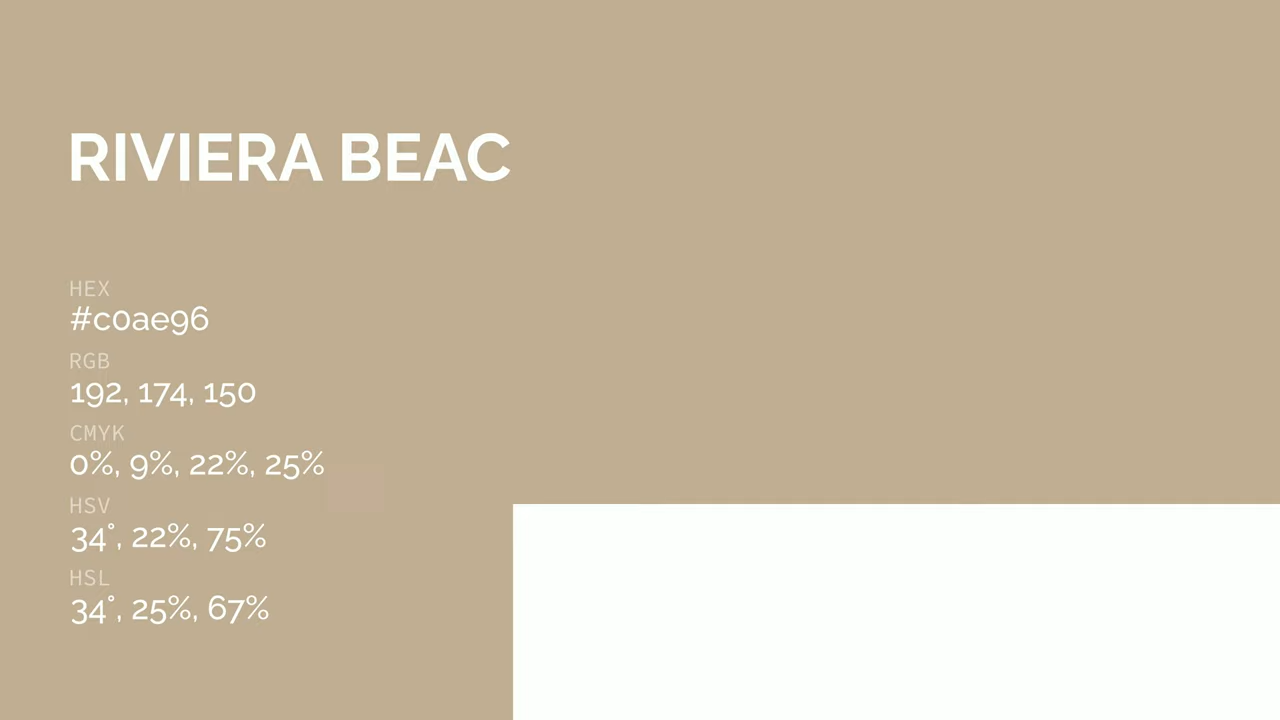 RIVIERA BEAC
HEX
#c0ae96
RGB
192, 174, 150
CMYK
0%, 9%, 22%, 25%
HSV
34°, 22%, 75%
HSL
34°, 25%, 67%